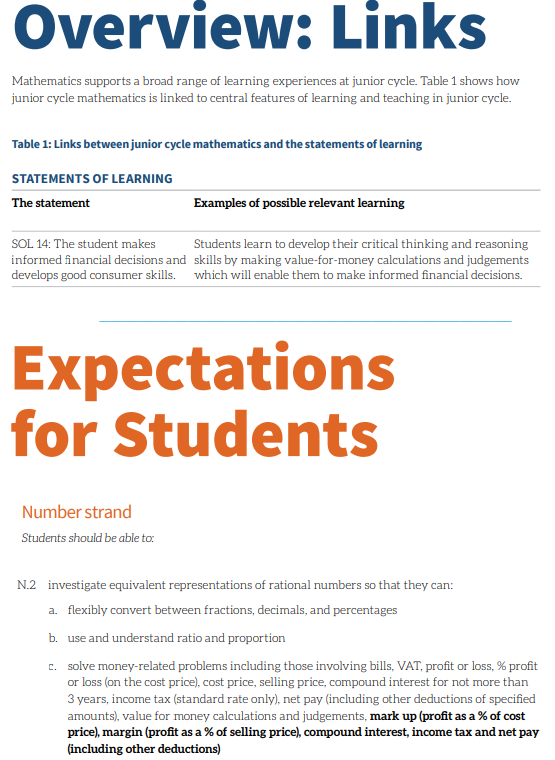 Overview: Links
Mathematics supports a broad range of learning experiences at junior cycle. Table 1 shows how
junior cycle mathematics is linked to central features of learning and teaching in junior cycle.
Table 1: Links between junior cycle mathematics and the statements of learning
STATEMENTS OF LEARNING
The statement Examples of possible relevant learning
SOL 14: The student makes Students learn to develop their critical thinking and reasoning
informed financial decisions and skills by making value-for-money calculations and judgements
develops good consumer skills. which will enable them to make informed financial decisions.
Expectations
for Students
Number strand
Students should be able to:
N.2 investigate equivalent representations of rational numbers so that they can:
a. flexibly convert between fractions, decimals, and percentages
b. use and understand ratio and proportion
c. solve money-related problems including those involving bills, VAT, profit or loss, % profit
or loss (on the cost price), cost price, selling price, compound interest for not more than
3 years, income tax (standard rate only), net pay (including other deductions of specified
amounts), value for money calculations and judgements, mark up (profit as a % of cost
price), margin (profit as a % of selling price), compound interest, income tax and net pay
(including other deductions)